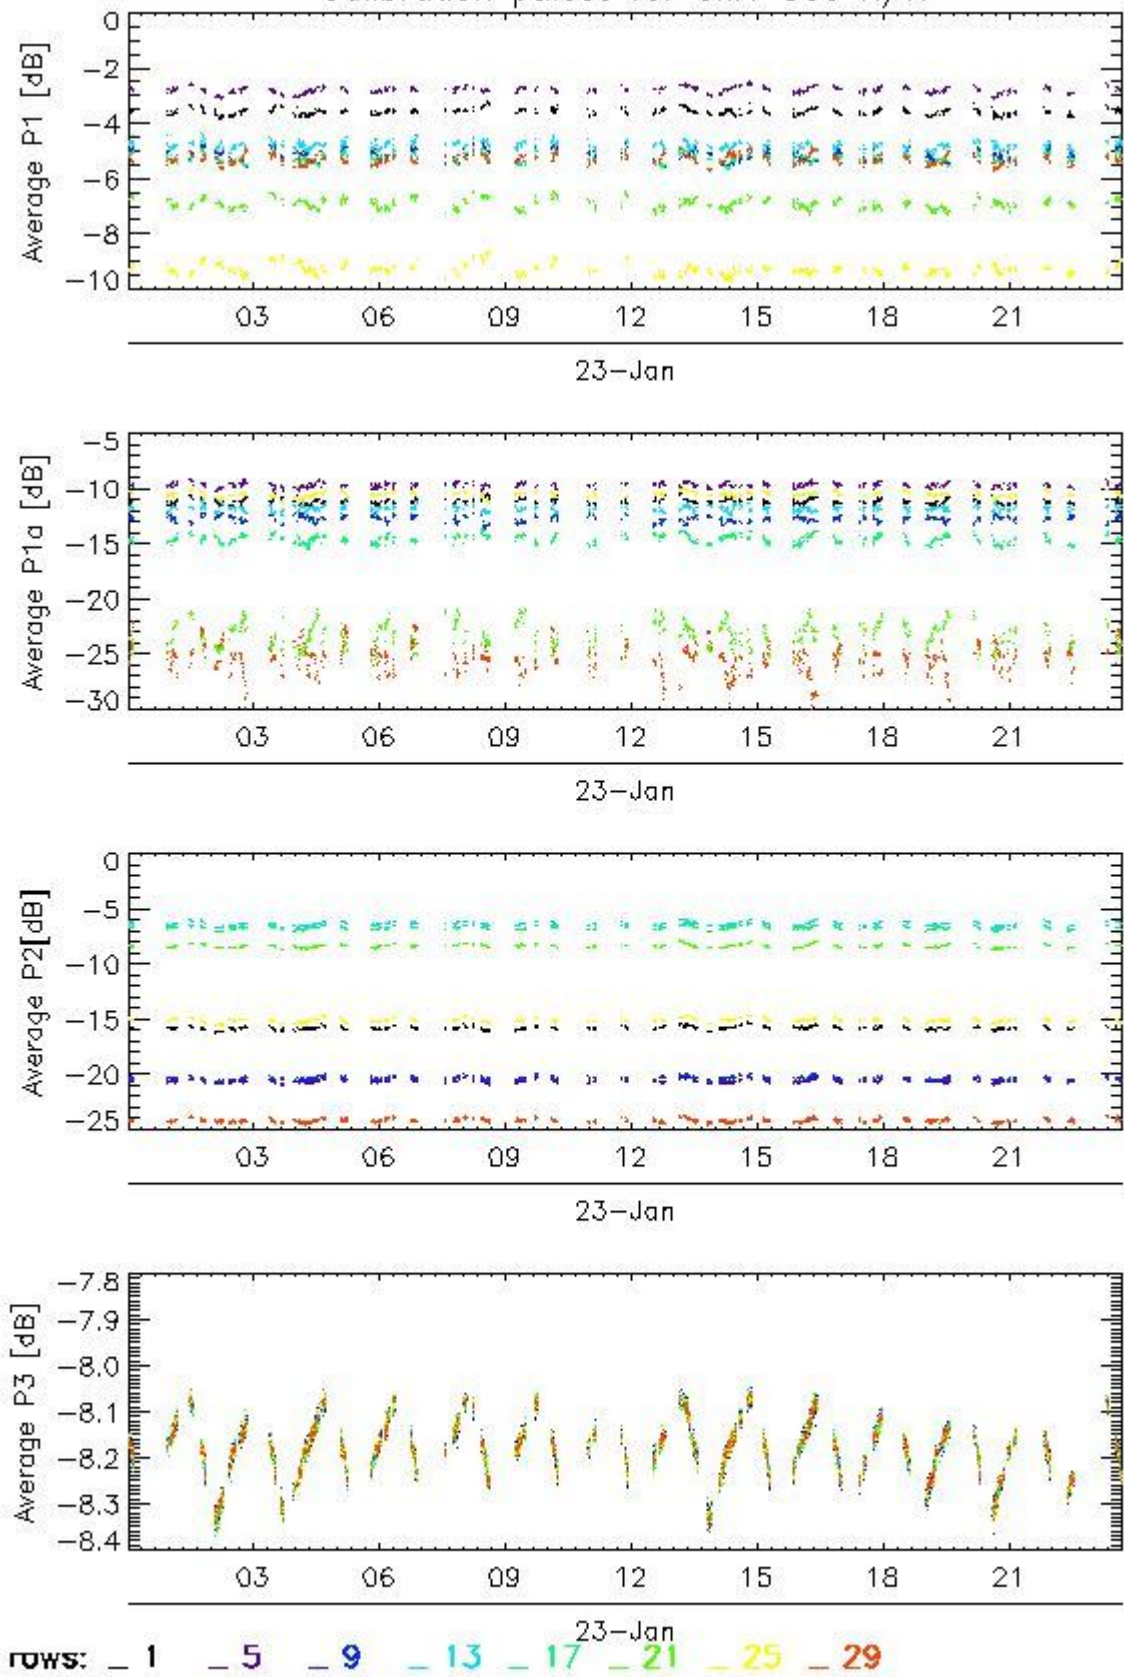 0
-2
-4
-6
-8
-10
Average P1 [dB]
03 06 09 12 15 18 21
23-Jan
-5
-10
-15
-20
-25
-30
Average P1a [dB]
03 06 09 12 15 18 21
23-Jan
0
-5
-10
-15
-20
-25
Average P2[dB]
03 06 09 12 15 18 21
23-Jan
-7.8
-7.9
-8.0
-8.1
-8.2
-8.3
-8.4
Average P3 [dB]
03 06 09 12 15 18 21
23-Jan
rows: _ 1 _ 5 _ 9 _ 13 _ 17 _ 21 _ 25 _ 29